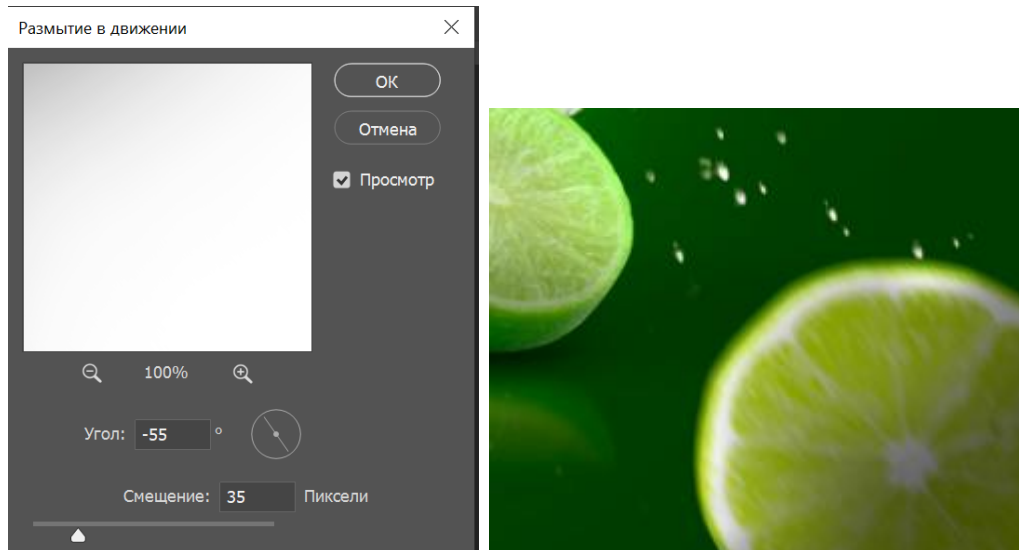 Размытие в движении
ОК
Отмена
Просмотр
100%
Угол: -55 °
Смещение: 35 Пиксели